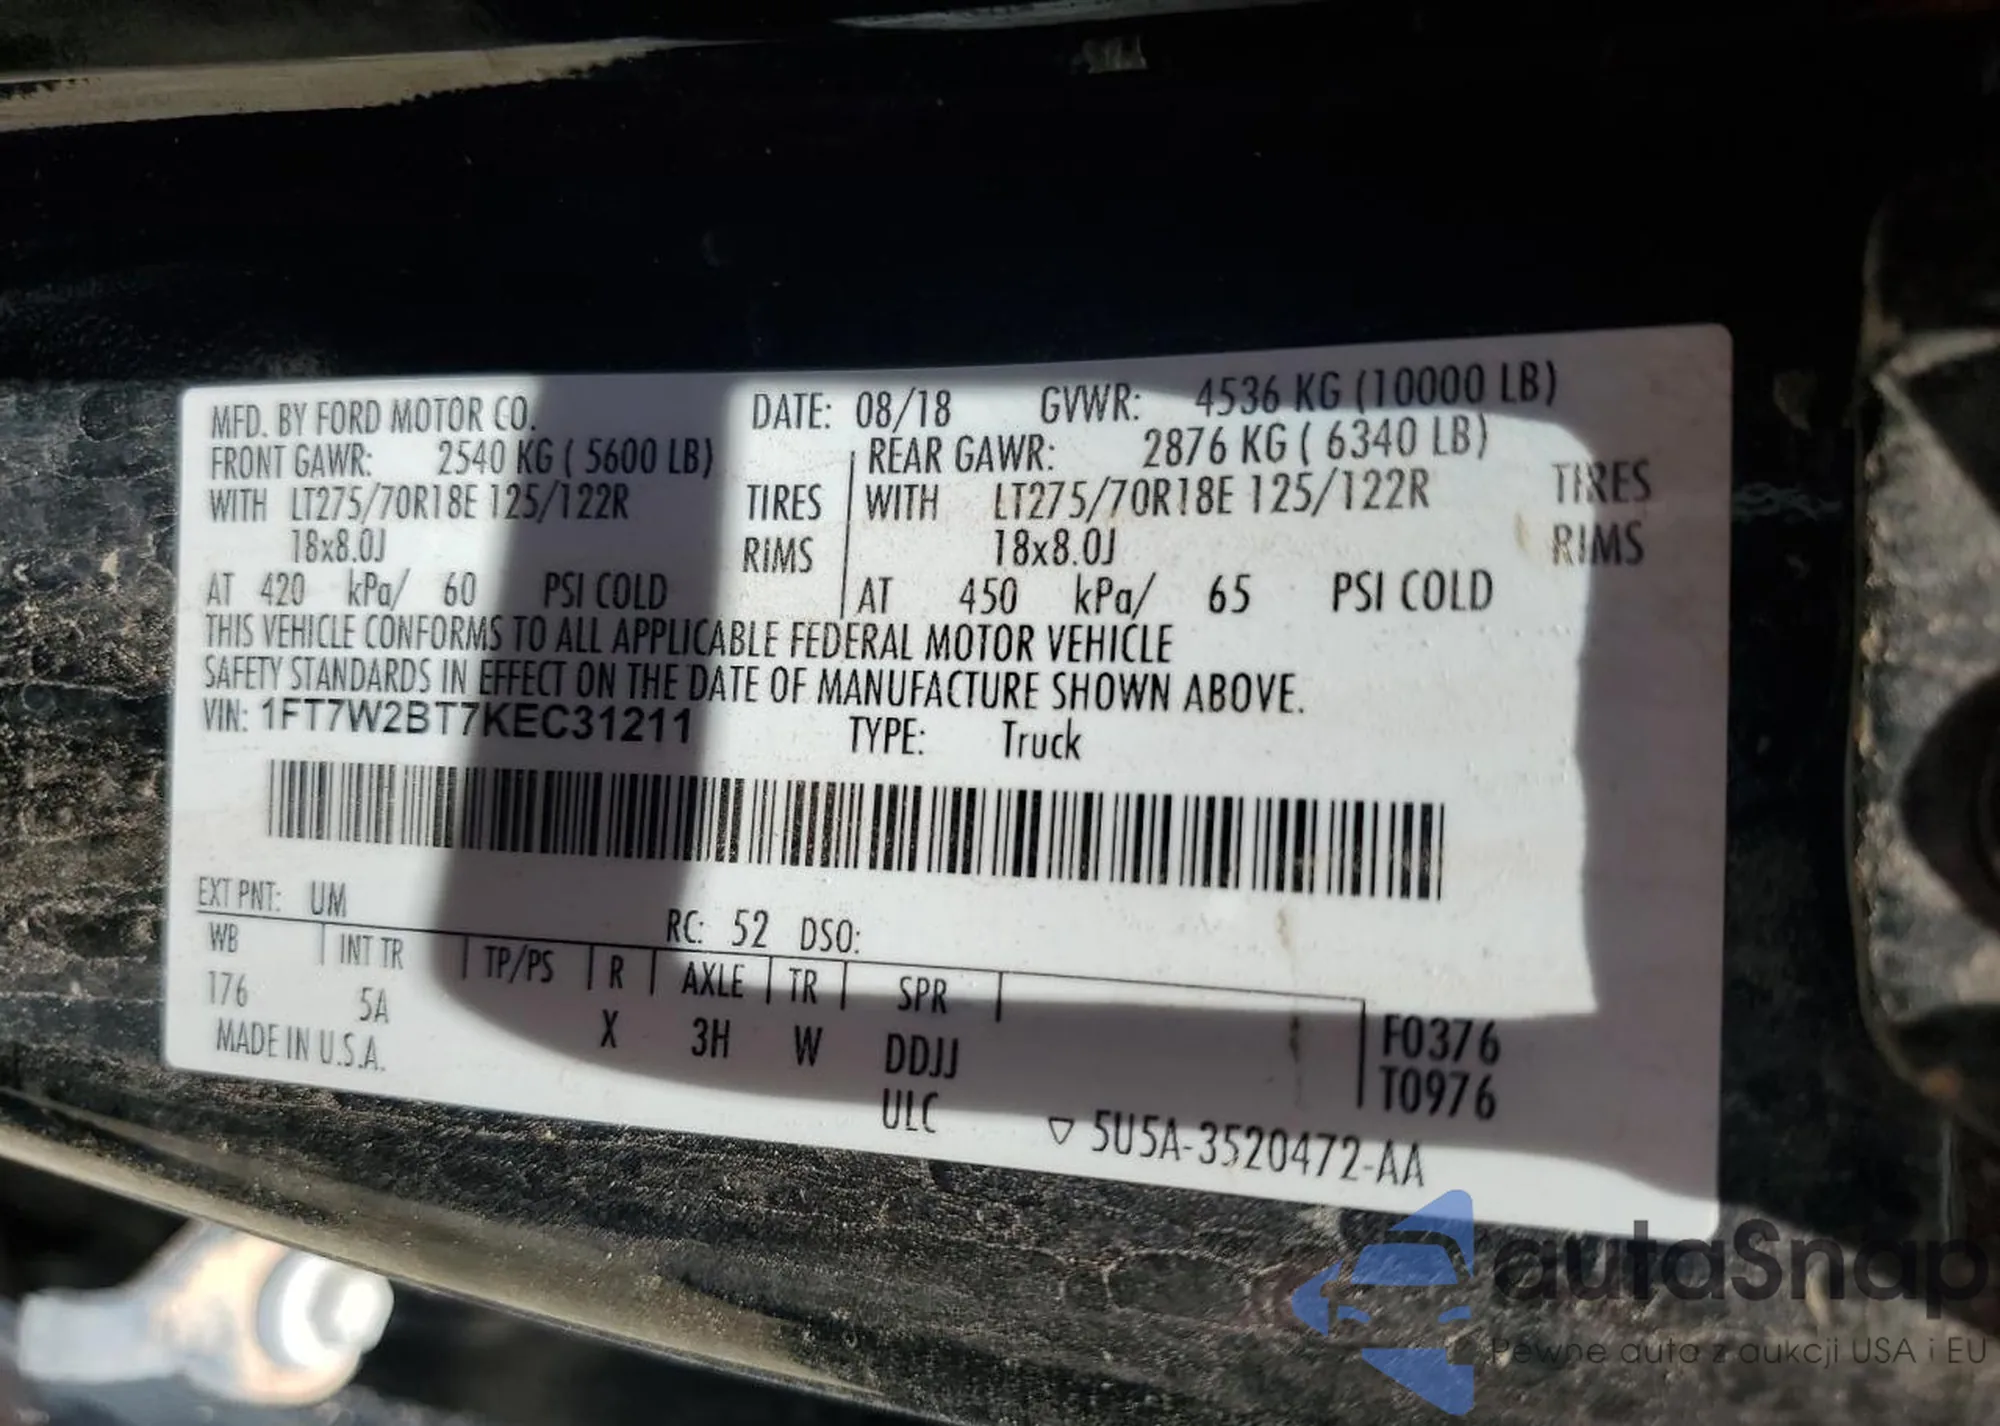 MFD. BY FORD MOTOR CO. DATE: 08/18 GVWR: 4536 KG (10000 LB)
FRONT GAWR: 2540 KG ( 5600 LB) REAR GAWR: 2876 KG ( 6340 LB)
WITH LT275/70R18E 125/122R TIRES WITH LT275/70R18E 125/122R TIRES
18x8.0J RIMS 18x8.0J RIMS
AT 420 kPa/ 60 PSI COLD AT 450 kPa/ 65 PSI COLD
THIS VEHICLE CONFORMS TO ALL APPLICABLE FEDERAL MOTOR VEHICLE
SAFETY STANDARDS IN EFFECT ON THE DATE OF MANUFACTURE SHOWN ABOVE.
VIN: 1FT7W2BT7KEC31211 TYPE: Truck
EXT PNT: UM RC: 52 DSO:
WB INT TR TP/PS R AXLE TR SPR
176 5A X 3H W DDJJ F0376
MADE IN U.S.A. ULC T0976
▽ 5U5A-3520472-AA
autaSnap
Pewne auta z aukcji USA i EU